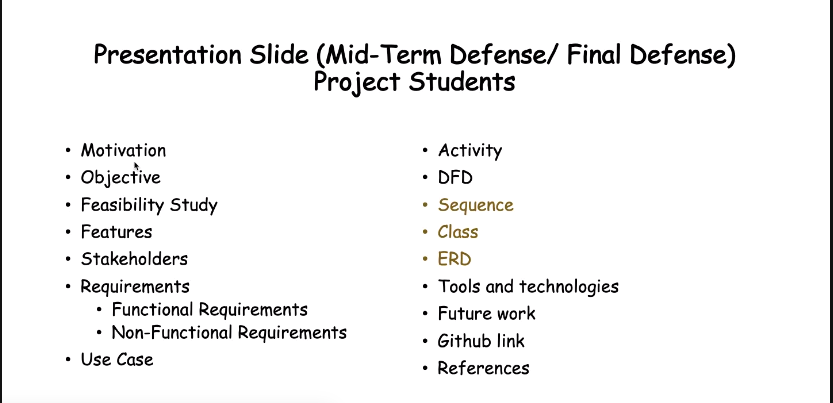 Presentation Slide (Mid-Term Defense/ Final Defense)
Project Students
• Motivation
• Objective
• Feasibility Study
• Features
• Stakeholders
• Requirements
• Functional Requirements
• Non-Functional Requirements
• Use Case
• Activity
• DFD
• Sequence
• Class
• ERD
• Tools and technologies
• Future work
• Github link
• References